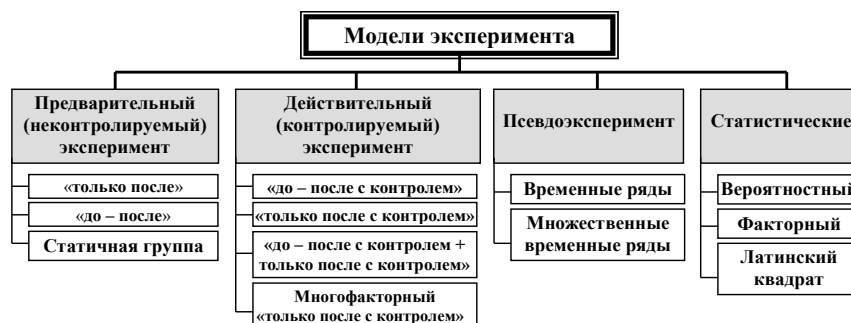 Модели эксперимента
Предварительный
(неконтролируемый)
эксперимент
«только после»
«до – после»
Статичная группа
Действительный
(контролируемый)
эксперимент
«до – после с контролем»
«только после с контролем»
«до – после с контролем +
только после с контролем»
Многофакторный
«только после с контролем»
Псевдоэксперимент
Временные ряды
Множественные
временные ряды
Статистические
Вероятностный
Факторный
Латинский
квадрат